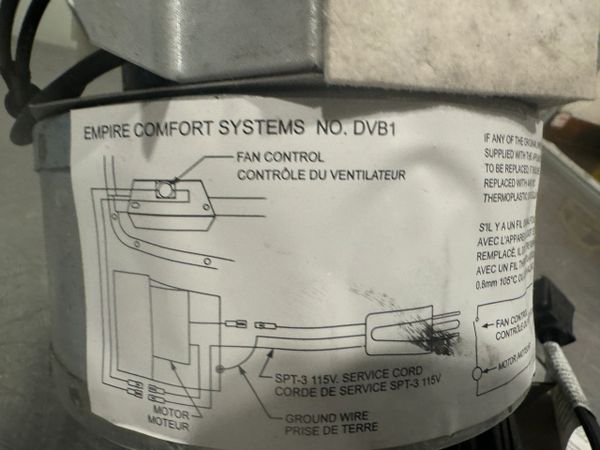 EMPIRE COMFORT SYSTEMS NO. DVB1
FAN CONTROL
CONTRÔLE DU VENTILATEUR
IF ANY OF THE ORIGINAL
SUPPLIED WITH THE
TO BE REPLACED, IT
REPLACED WITH
THERMOPLASTIC
S'IL Y A UN FIL
AVEC L'APPAREIL
REMPLACÉ, IL
AVEC UN FIL
0.8mm 105°C OU
FAN CONTROL
CONTRÔLE DU
MOTOR/MOTEUR
SPT-3 115V. SERVICE CORD
CORDE DE SERVICE SPT-3 115V
MOTOR
MOTEUR
GROUND WIRE
PRISE DE TERRE